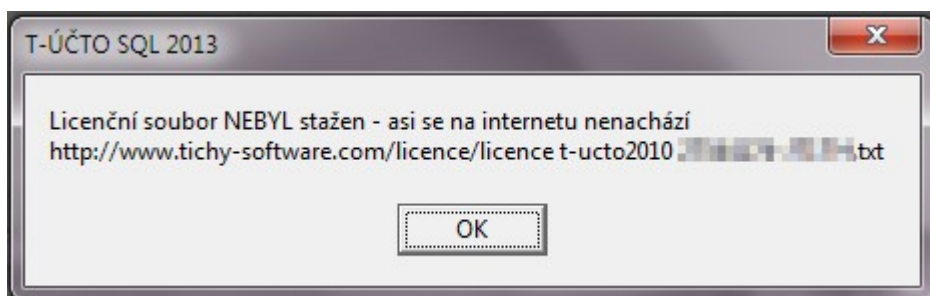 T-ÚČTO SQL 2013
Licenční soubor NEBYL stažen - asi se na internetu nenachází
http://www.tichy-software.com/licence/licence t-ucto2010 .txt
OK